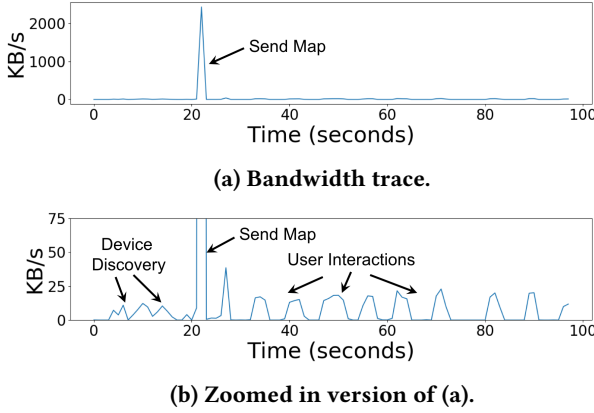 2000
1000
0
KB/s
Send Map
0 20 40 60 80 100
Time (seconds)
(a) Bandwidth trace.
75
50
25
0
KB/s
Device
Discovery
Send Map
User Interactions
0 20 40 60 80 100
Time (seconds)
(b) Zoomed in version of (a).